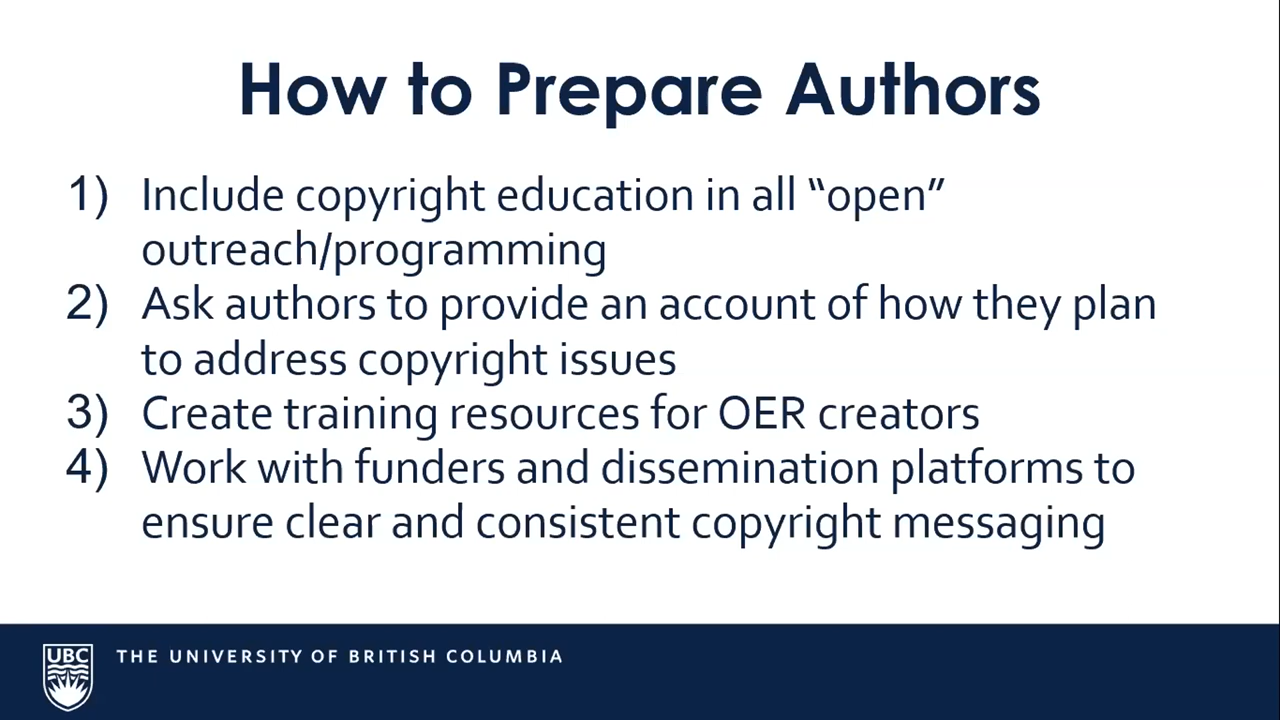 How to Prepare Authors
1) Include copyright education in all “open”
outreach/programming
2) Ask authors to provide an account of how they plan
to address copyright issues
3) Create training resources for OER creators
4) Work with funders and dissemination platforms to
ensure clear and consistent copyright messaging
UBC
THE UNIVERSITY OF BRITISH COLUMBIA